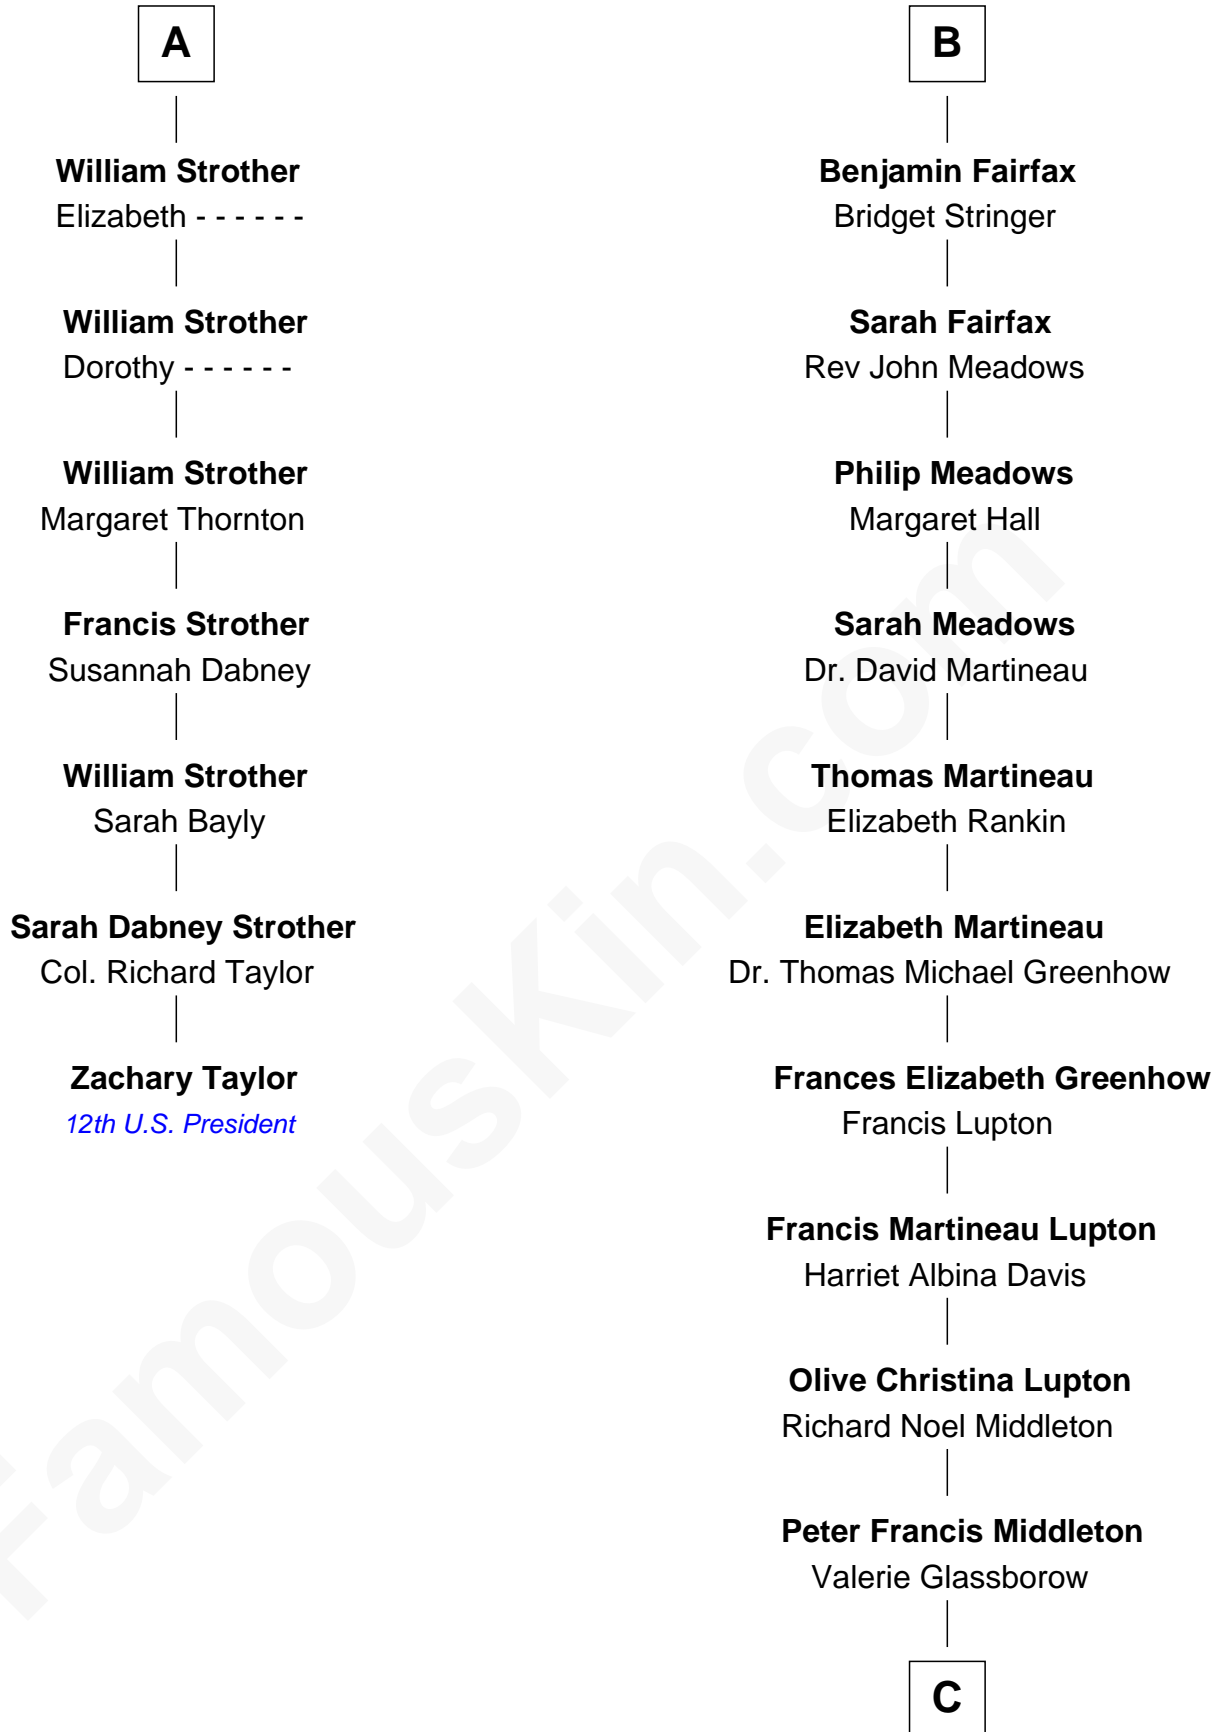 A
William Strother
Elizabeth - - - - - -
William Strother
Dorothy - - - - - -
William Strother
Margaret Thornton
Francis Strother
Susannah Dabney
William Strother
Sarah Bayly
Sarah Dabney Strother
Col. Richard Taylor
Zachary Taylor
12th U.S. President
B
Benjamin Fairfax
Bridget Stringer
Sarah Fairfax
Rev John Meadows
Philip Meadows
Margaret Hall
Sarah Meadows
Dr. David Martineau
Thomas Martineau
Elizabeth Rankin
Elizabeth Martineau
Dr. Thomas Michael Greenhow
Frances Elizabeth Greenhow
Francis Lupton
Francis Martineau Lupton
Harriet Albina Davis
Olive Christina Lupton
Richard Noel Middleton
Peter Francis Middleton
Valerie Glassborow
C
FamousKin.com